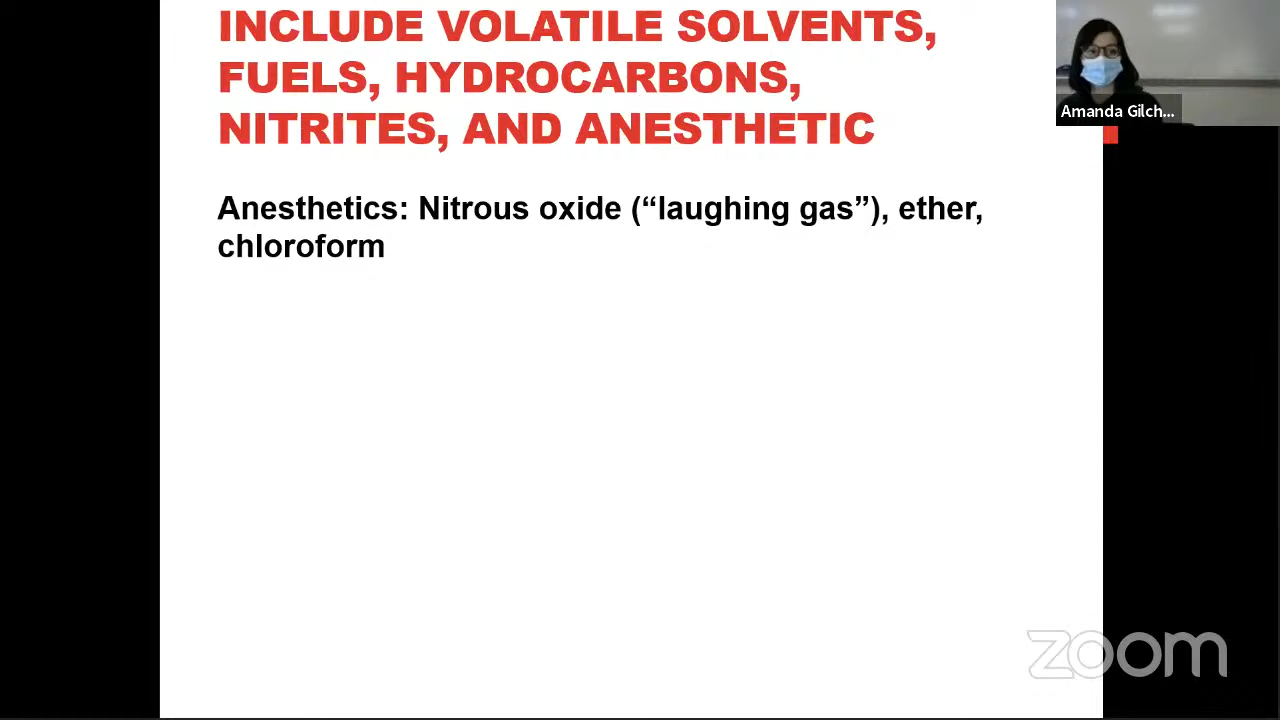 INCLUDE VOLATILE SOLVENTS,
FUELS, HYDROCARBONS,
NITRITES, AND ANESTHETIC
Amanda Gilch...
Anesthetics: Nitrous oxide (“laughing gas”), ether,
chloroform
zoom